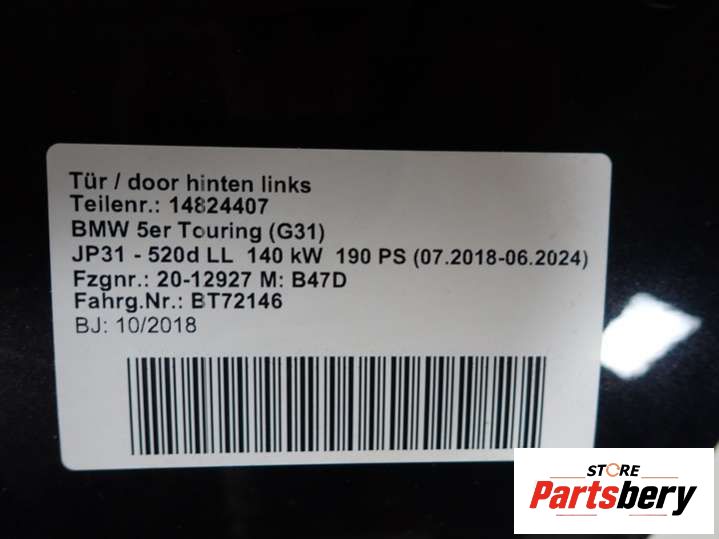 Tür / door hinten links
Teilenr.: 14824407
BMW 5er Touring (G31)
JP31 - 520d LL 140 kW 190 PS (07.2018-06.2024)
Fzgnr.: 20-12927 M: B47D
Fahrg.Nr.: BT72146
BJ: 10/2018
STORE
Partsbery